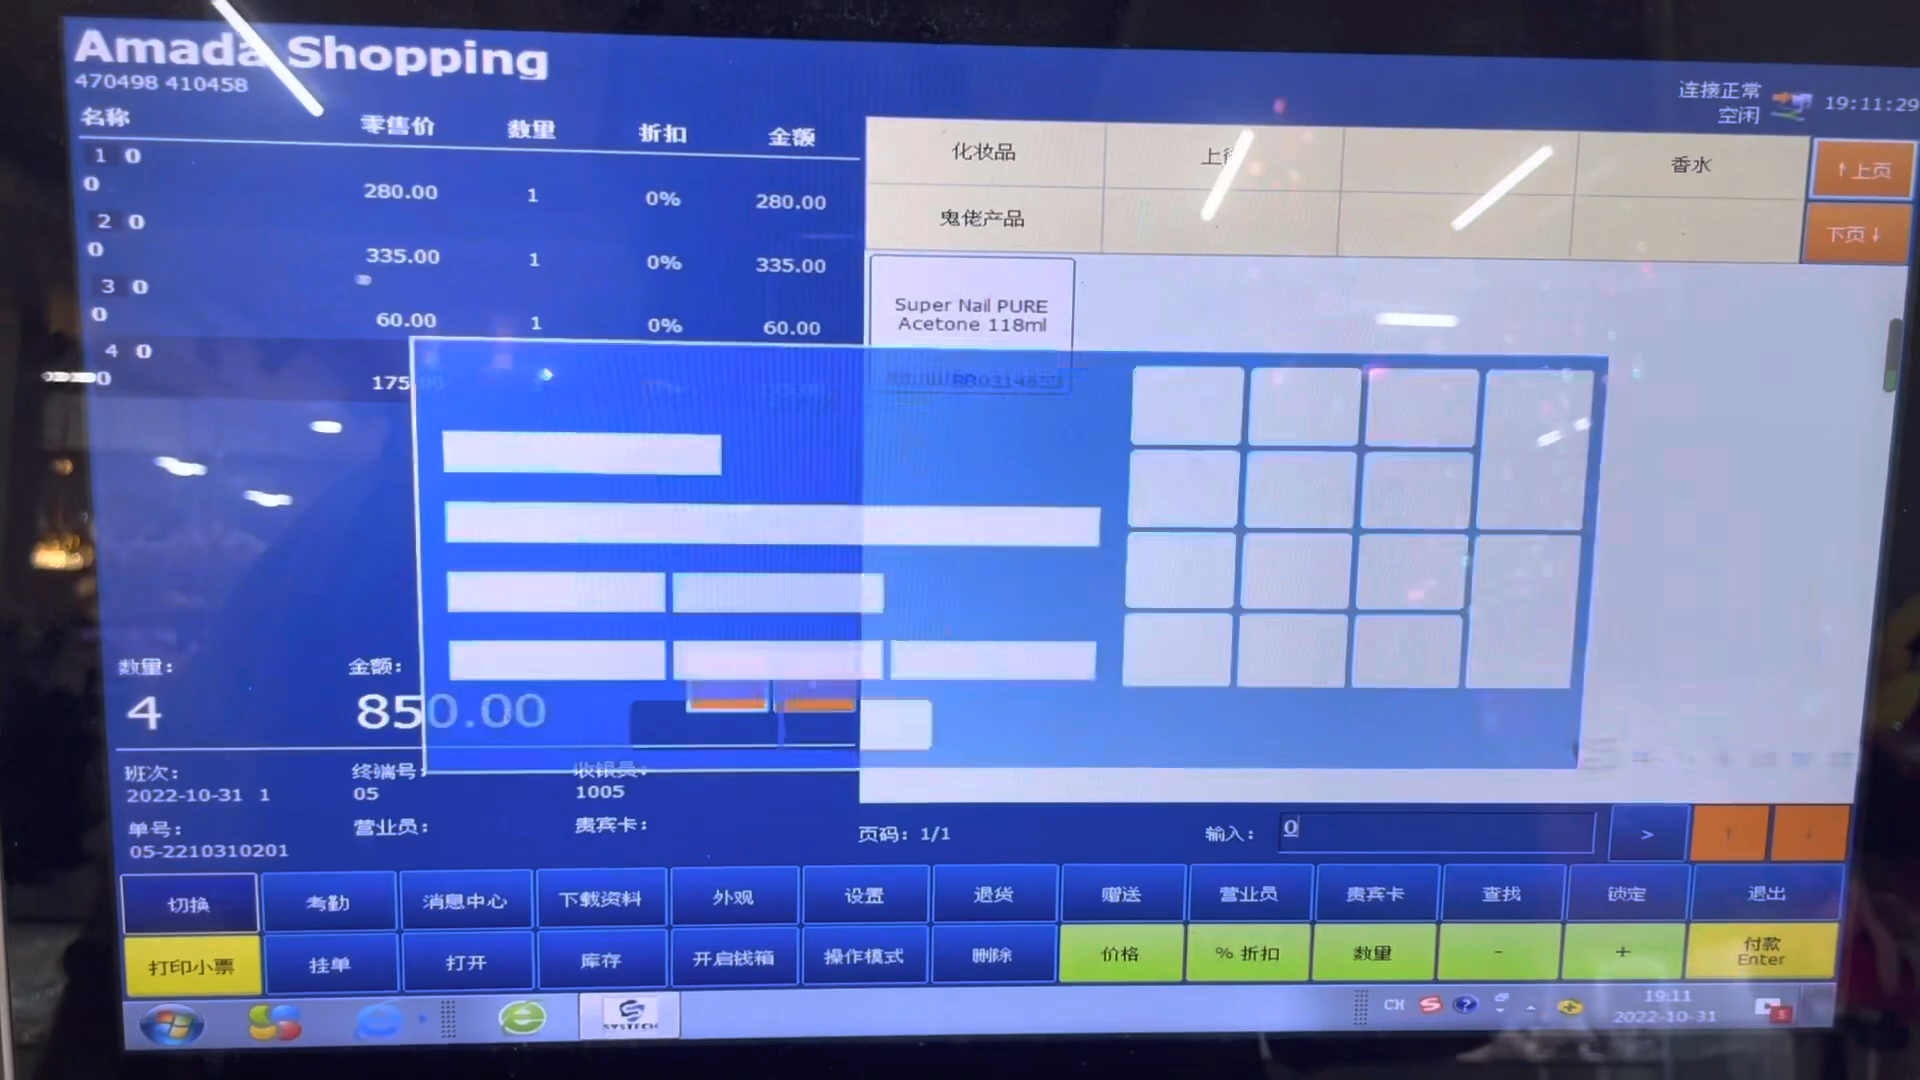 Amada Shopping
470498 410458
连接正常
空闲
19:11:29
名称 零售价 数量 折扣 金额
1 0
0 280.00 1 0% 280.00
2 0
0 335.00 1 0% 335.00
3 0
0 60.00 1 0% 60.00
4 0
0 175
化妆品
香水
↑上页
鬼佬产品
下页↓
Super Nail PURE
Acetone 118ml
数量: 金额:
4 850.00
班次: 终端号: 收银员:
2022-10-31 1 05 1005
单号: 营业员: 贵宾卡:
05-2210310201
页码: 1/1
输入: 0
>
↑
↓
切换 考勤 消息中心 下载资料 外观 设置 退货 赠送 营业员 贵宾卡 查找 锁定 退出
打印小票 挂单 打开 库存 开启钱箱 操作模式 删除 价格 % 折扣 数量 - + 付款
Enter
SYSTECH
CH
19:11
2022-10-31